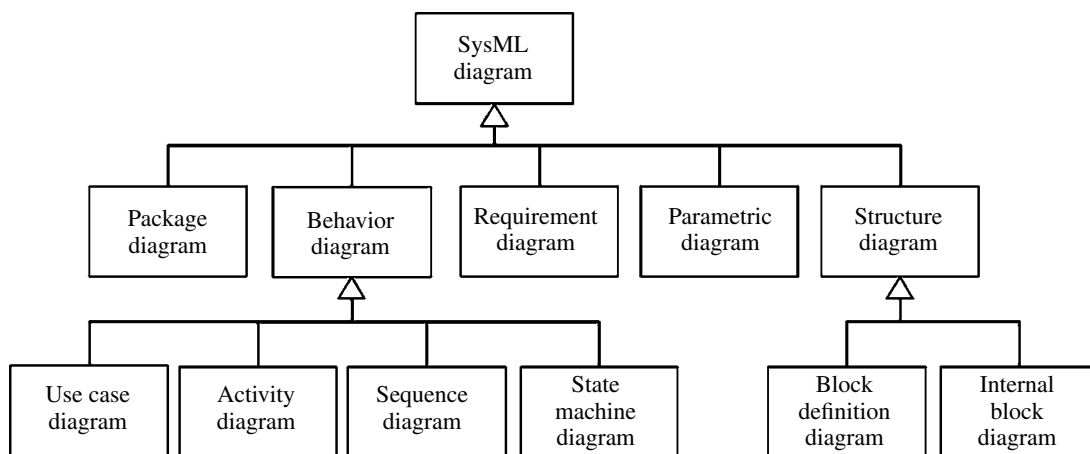 SysML
diagram
Package
diagram
Behavior
diagram
Requirement
diagram
Parametric
diagram
Structure
diagram
Use case
diagram
Activity
diagram
Sequence
diagram
State
machine
diagram
Block
definition
diagram
Internal
block
diagram